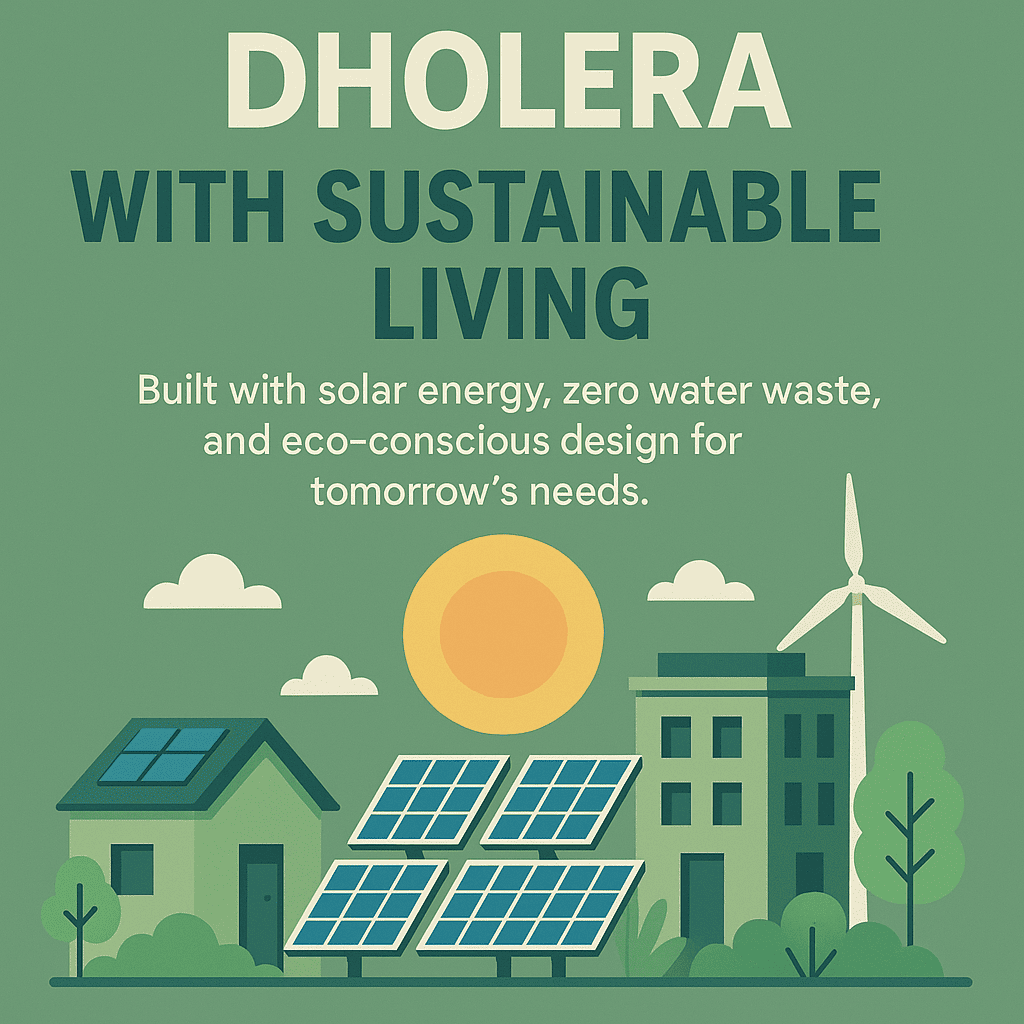 DHOLERA
WITH SUSTAINABLE
LIVING
Built with solar energy, zero water waste,
and eco-conscious design for
tomorrow's needs.